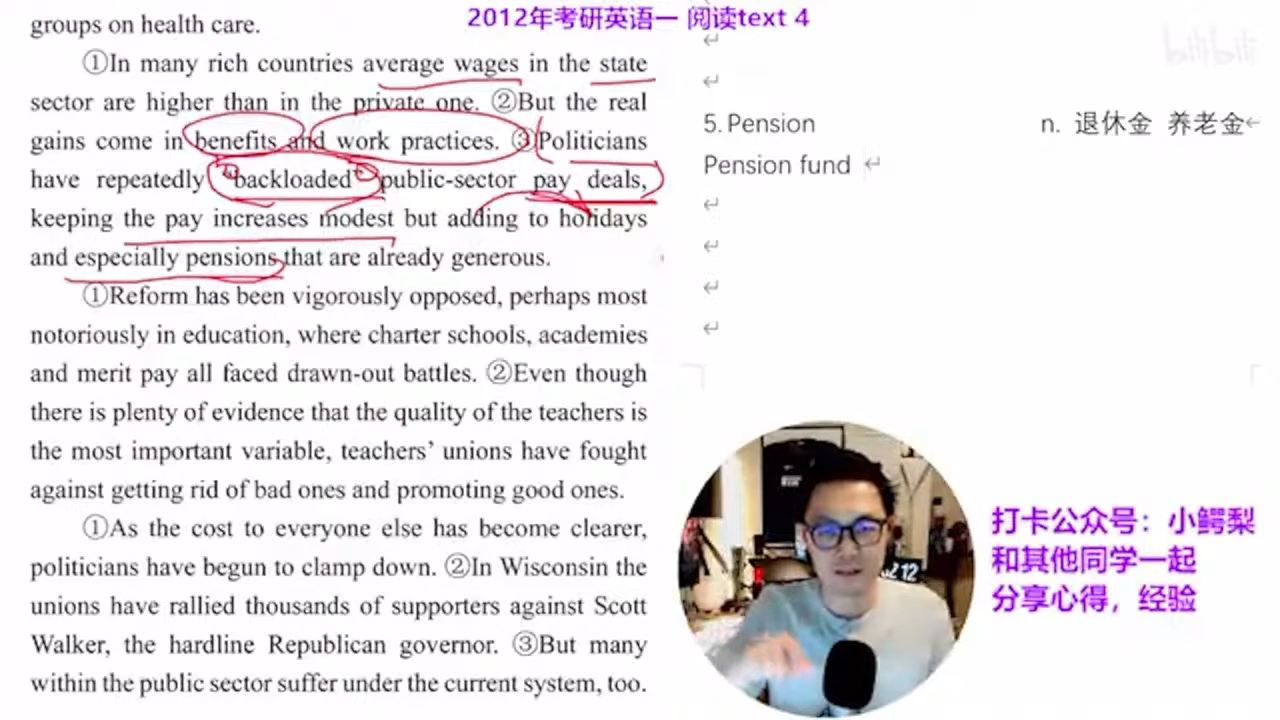 2012年考研英语一 阅读text 4
bilibili
groups on health care.
①In many rich countries average wages in the state
sector are higher than in the private one. ②But the real
gains come in benefits and work practices. ③Politicians
have repeatedly "backloaded" public-sector pay deals,
keeping the pay increases modest but adding to holidays
and especially pensions that are already generous.
①Reform has been vigorously opposed, perhaps most
notoriously in education, where charter schools, academies
and merit pay all faced drawn-out battles. ②Even though
there is plenty of evidence that the quality of the teachers is
the most important variable, teachers' unions have fought
against getting rid of bad ones and promoting good ones.
①As the cost to everyone else has become clearer,
politicians have begun to clamp down. ②In Wisconsin the
unions have rallied thousands of supporters against Scott
Walker, the hardline Republican governor. ③But many
within the public sector suffer under the current system, too.
5. Pension n. 退休金 养老金
Pension fund
打卡公众号：小鳄梨
和其他同学一起
分享心得，经验